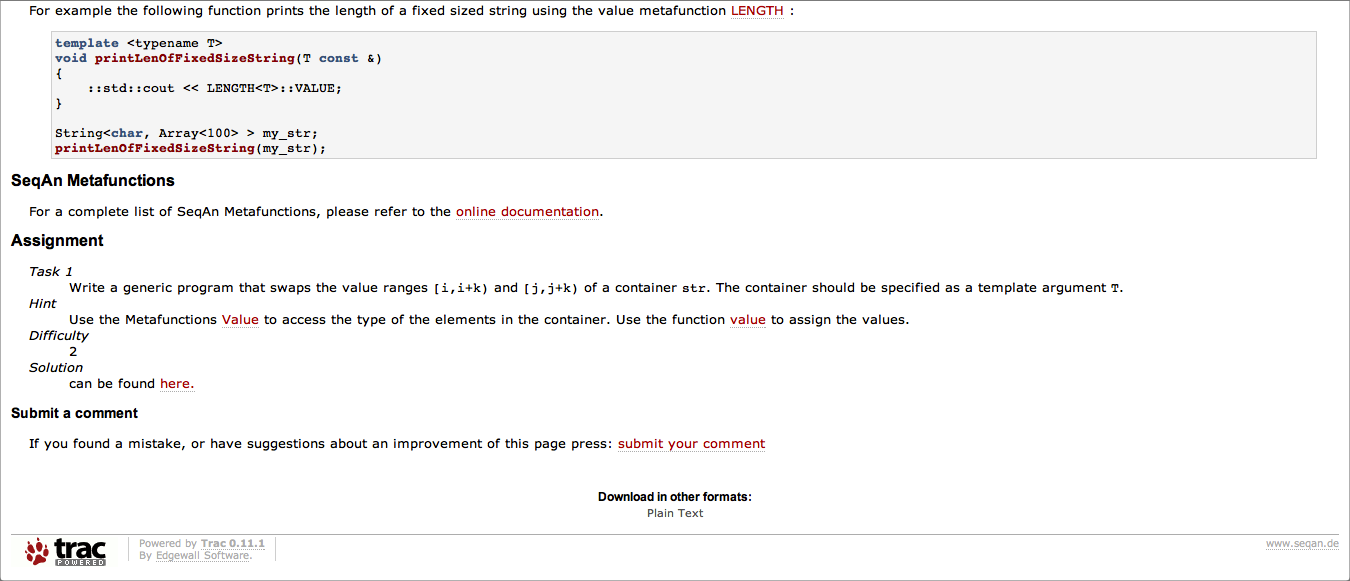 For example the following function prints the length of a fixed sized string using the value metafunction LENGTH :
template <typename T>
void printLenOfFixedSizeString(T const &)
{
    ::std::cout << LENGTH<T>::VALUE;
}
String<char, Array<100> > my_str;
printLenOfFixedSizeString(my_str);
SeqAn Metafunctions
For a complete list of SeqAn Metafunctions, please refer to the online documentation.
Assignment
Task 1
Write a generic program that swaps the value ranges [i,i+k) and [j,j+k) of a container str. The container should be specified as a template argument T.
Hint
Use the Metafunctions Value to access the type of the elements in the container. Use the function value to assign the values.
Difficulty
2
Solution
can be found here.
Submit a comment
If you found a mistake, or have suggestions about an improvement of this page press: submit your comment
Download in other formats:
Plain Text
trac
POWERED
Powered by Trac 0.11.1
By Edgewall Software.
www.seqan.de